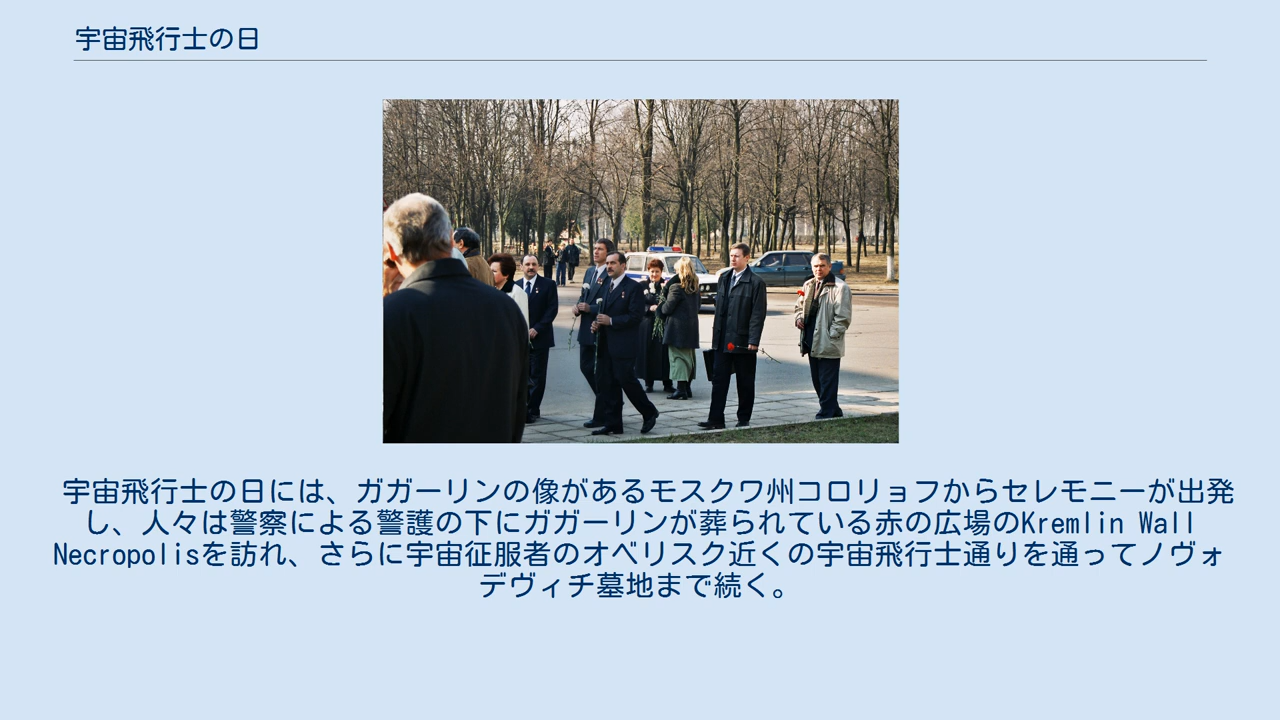 宇宙飛行士の日
宇宙飛行士の日には、ガガーリンの像があるモスクワ州コロリョフからセレモニーが出発
し、人々は警察による警護の下にガガーリンが葬られている赤の広場のKremlin Wall
Necropolisを訪れ、さらに宇宙征服者のオベリスク近くの宇宙飛行士通りを通ってノヴォ
デヴィチ墓地まで続く。